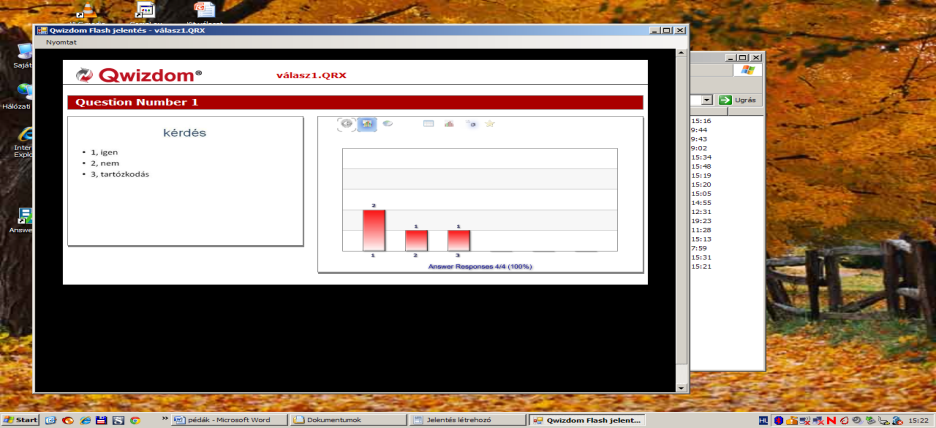 Qwizdom Flash jelentés - válasz1.QRX
Nyomtat
Qwizdom®
válasz1.QRX
Question Number 1
kérdés
• 1, igen
• 2, nem
• 3, tartózkodás
2
1
1
1
2
3
Answer Responses 4/4 (100%)
Saját
Hálózati
Inter
Explo
Answe
Ugrás
15:16
9:44
9:43
9:02
15:34
15:48
15:19
15:20
15:05
14:55
12:31
19:23
11:28
15:13
7:59
15:31
15:21
Start
»
pédák - Microsoft Word
Dokumentumok
Jelentés létrehozó
Qwizdom Flash jelent...
HU
15:22